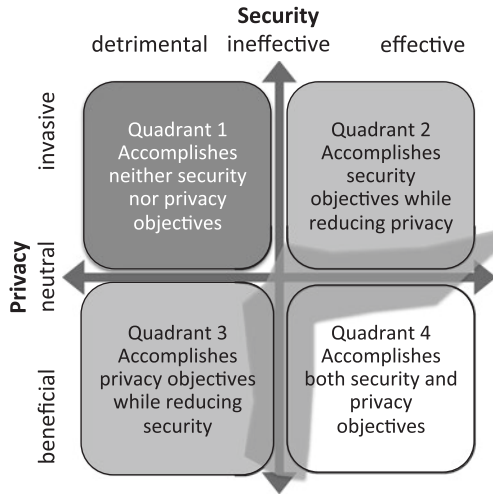 Security
detrimental ineffective effective
invasive
Quadrant 1
Accomplishes
neither security
nor privacy
objectives
Quadrant 2
Accomplishes
security
objectives while
reducing privacy
Privacy
neutral
beneficial
Quadrant 3
Accomplishes
privacy objectives
while reducing
security
Quadrant 4
Accomplishes
both security and
privacy
objectives